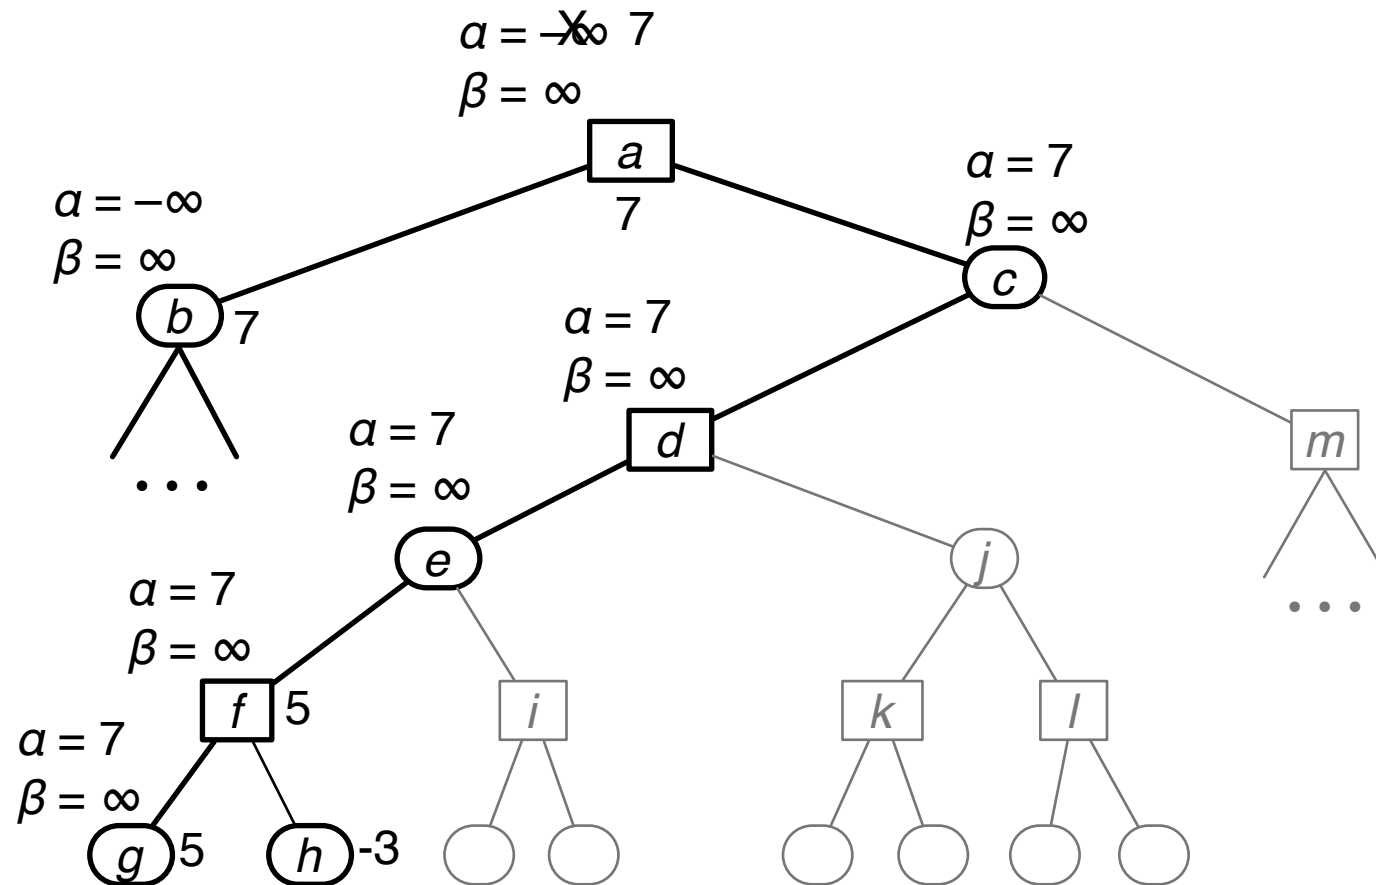 α = –∞ 7
β = ∞
a
7
α = 7
β = ∞
c
α = –∞
β = ∞
b 7
α = 7
β = ∞
d
m
α = 7
β = ∞
e
j
. . .
. . .
α = 7
β = ∞
f 5
i
k
l
α = 7
β = ∞
g 5
h -3